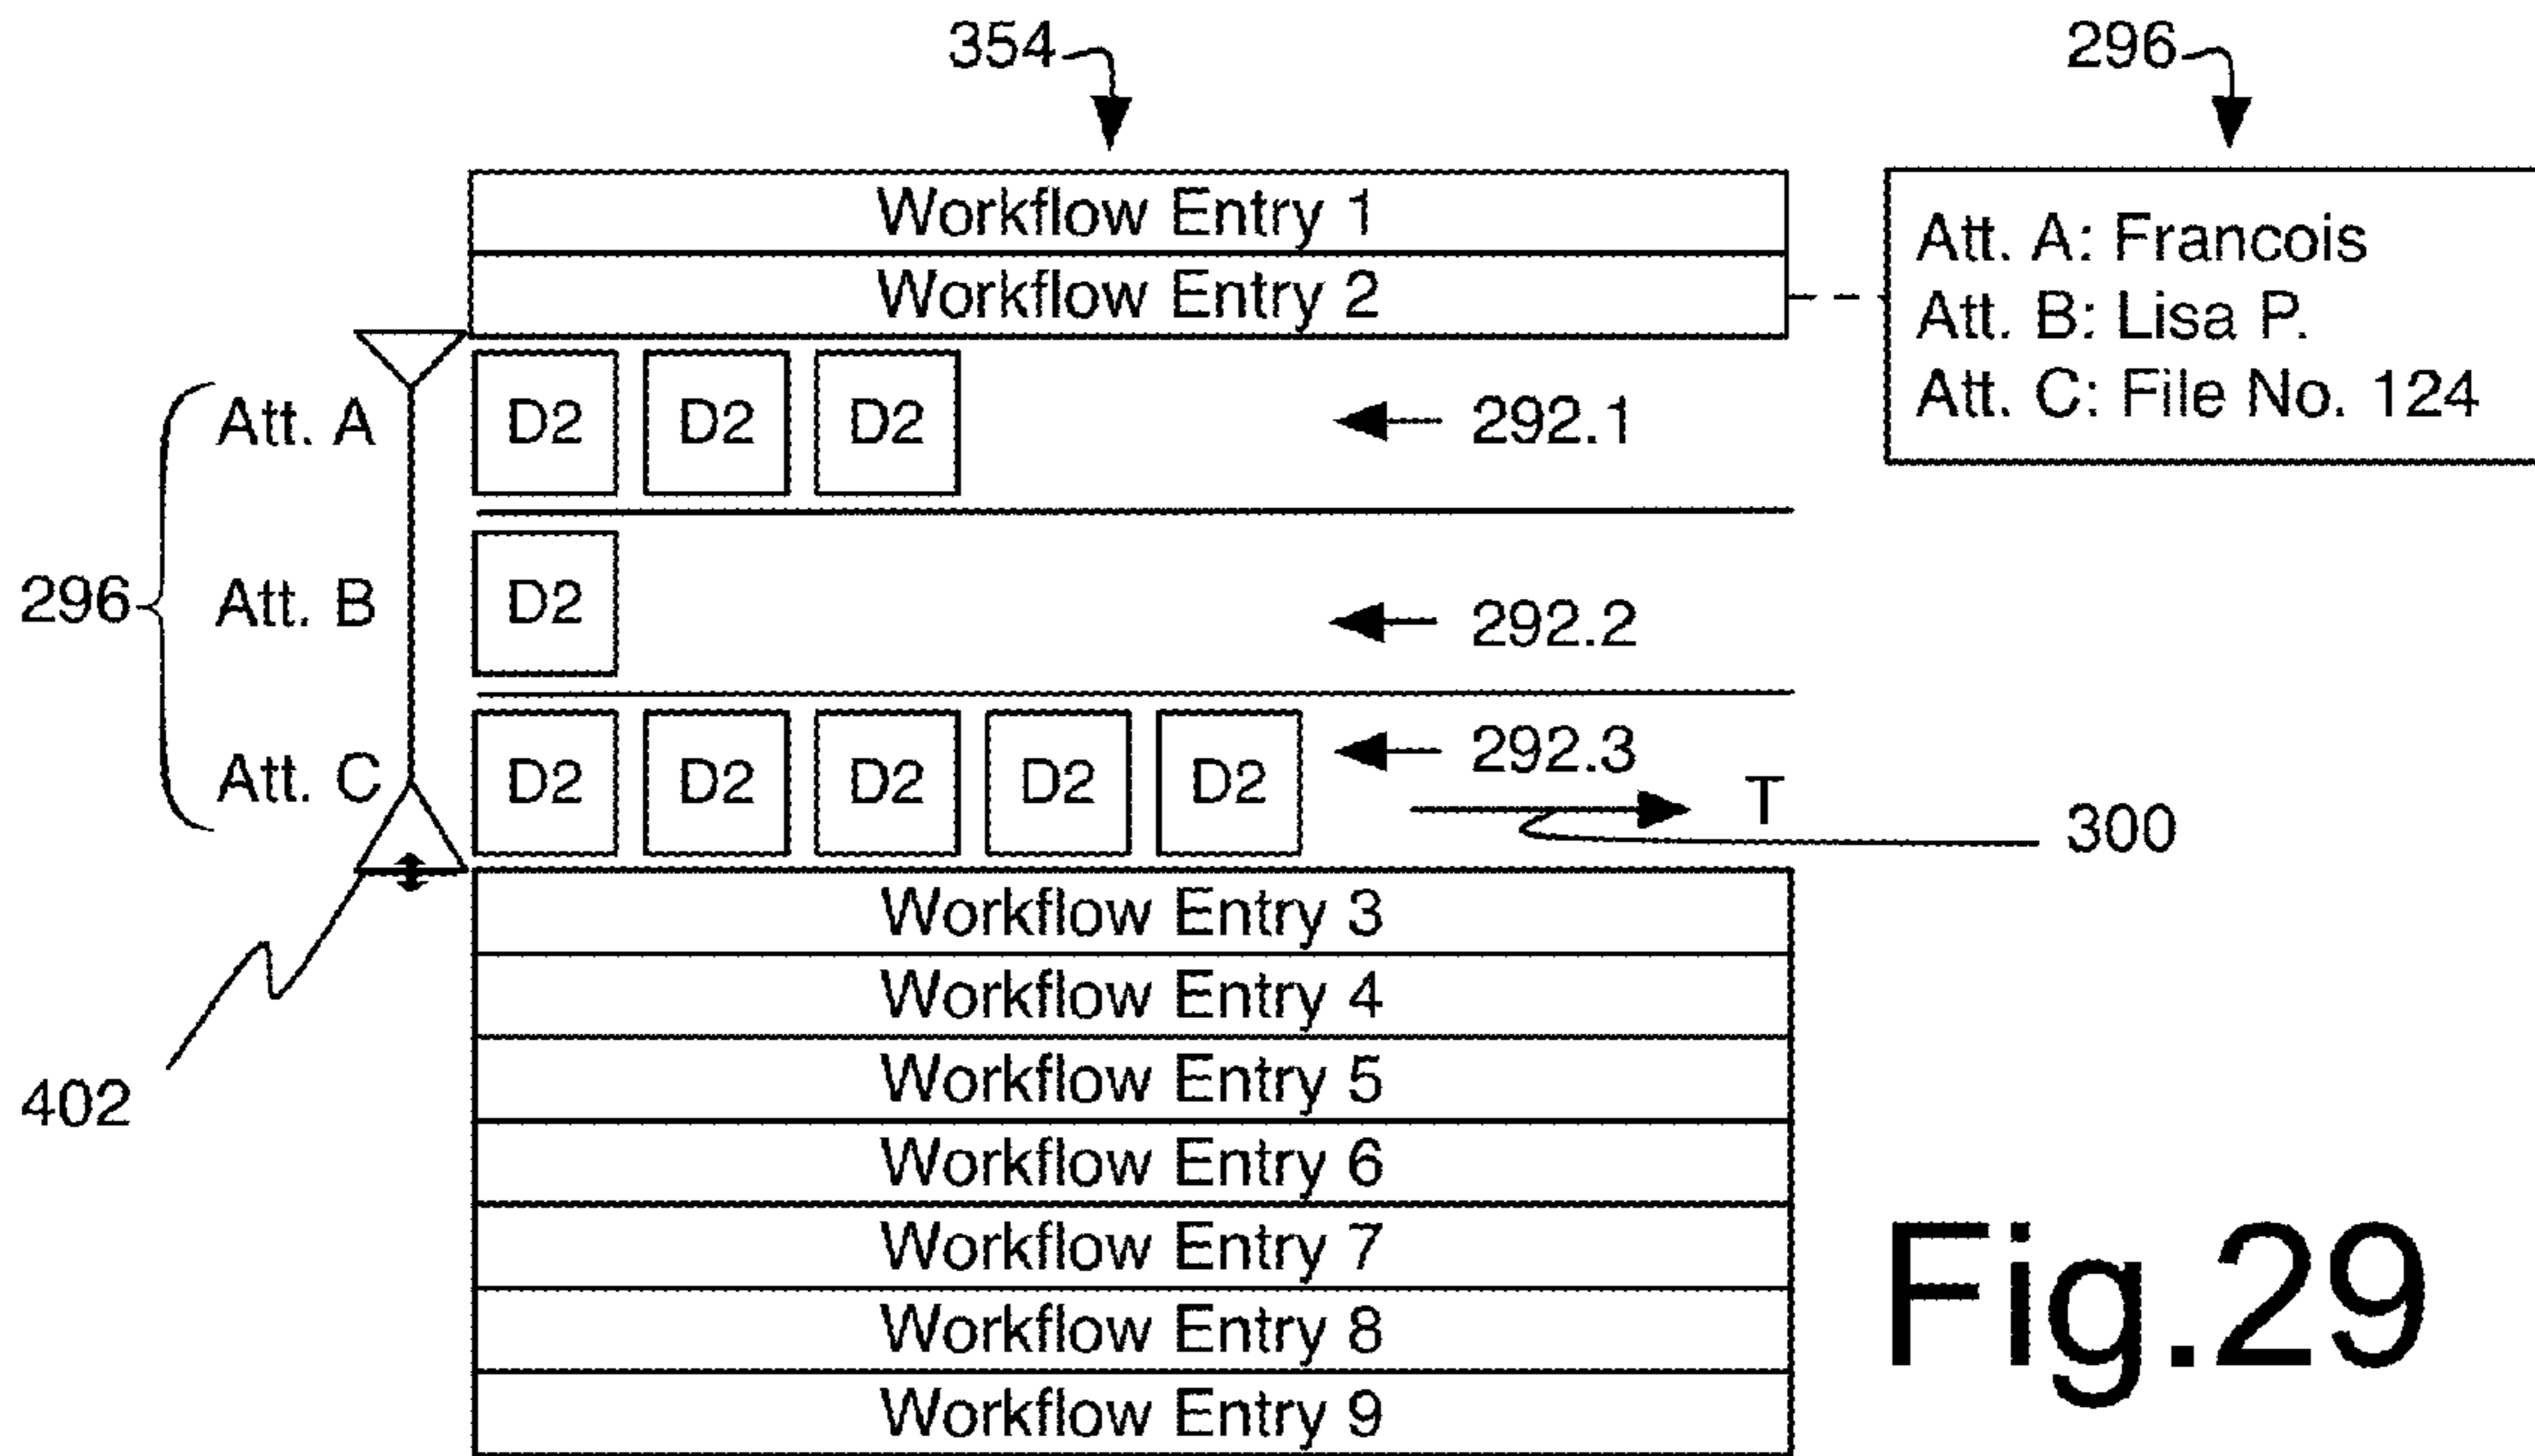 354
296
Workflow Entry 1
Workflow Entry 2
Att. A: Francois
Att. B: Lisa P.
Att. C: File No. 124
Att. A D2 D2 D2 292.1
296 Att. B D2 292.2
Att. C D2 D2 D2 D2 D2 292.3
T
300
Workflow Entry 3
Workflow Entry 4
Workflow Entry 5
402
Workflow Entry 6
Workflow Entry 7
Workflow Entry 8
Workflow Entry 9
Fig.29